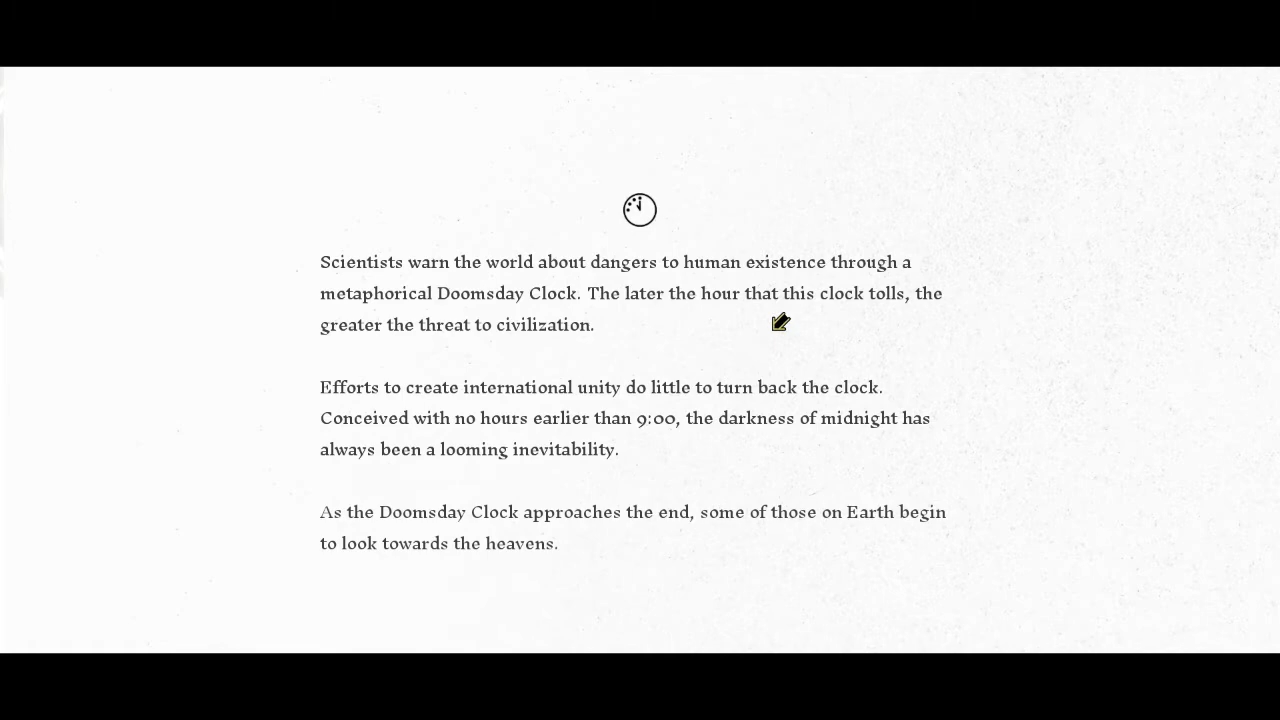 Scientists warn the world about dangers to human existence through a
metaphorical Doomsday Clock. The later the hour that this clock tolls, the
greater the threat to civilization.
Efforts to create international unity do little to turn back the clock.
Conceived with no hours earlier than 9:00, the darkness of midnight has
always been a looming inevitability.
As the Doomsday Clock approaches the end, some of those on Earth begin
to look towards the heavens.